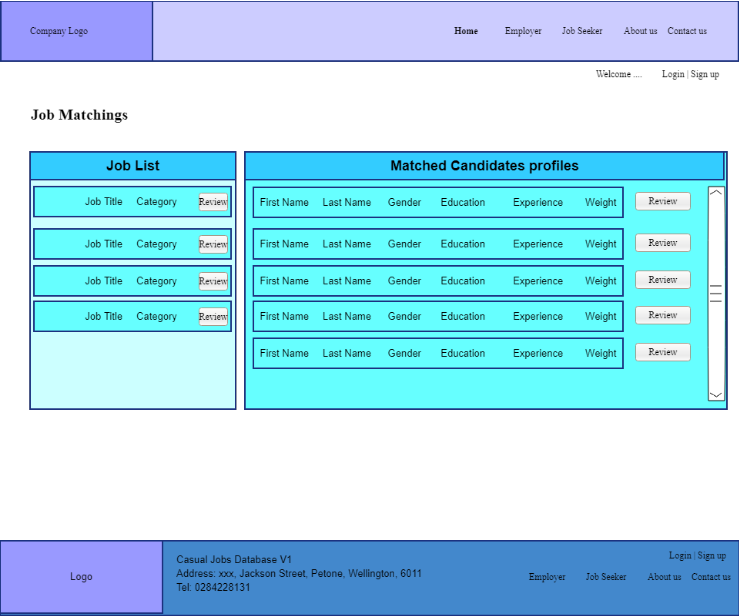 Company Logo
Home Employer Job Seeker About us Contact us
Welcome .... Login | Sign up
Job Matchings
Job List
Job Title Category Review
Job Title Category Review
Job Title Category Review
Job Title Category Review
Matched Candidates profiles
First Name Last Name Gender Education Experience Weight Review
First Name Last Name Gender Education Experience Weight Review
First Name Last Name Gender Education Experience Weight Review
First Name Last Name Gender Education Experience Weight Review
First Name Last Name Gender Education Experience Weight Review
Logo
Casual Jobs Database V1
Address: xxx, Jackson Street, Petone, Wellington, 6011
Tel: 0284228131
Login | Sign up
Employer Job Seeker About us Contact us